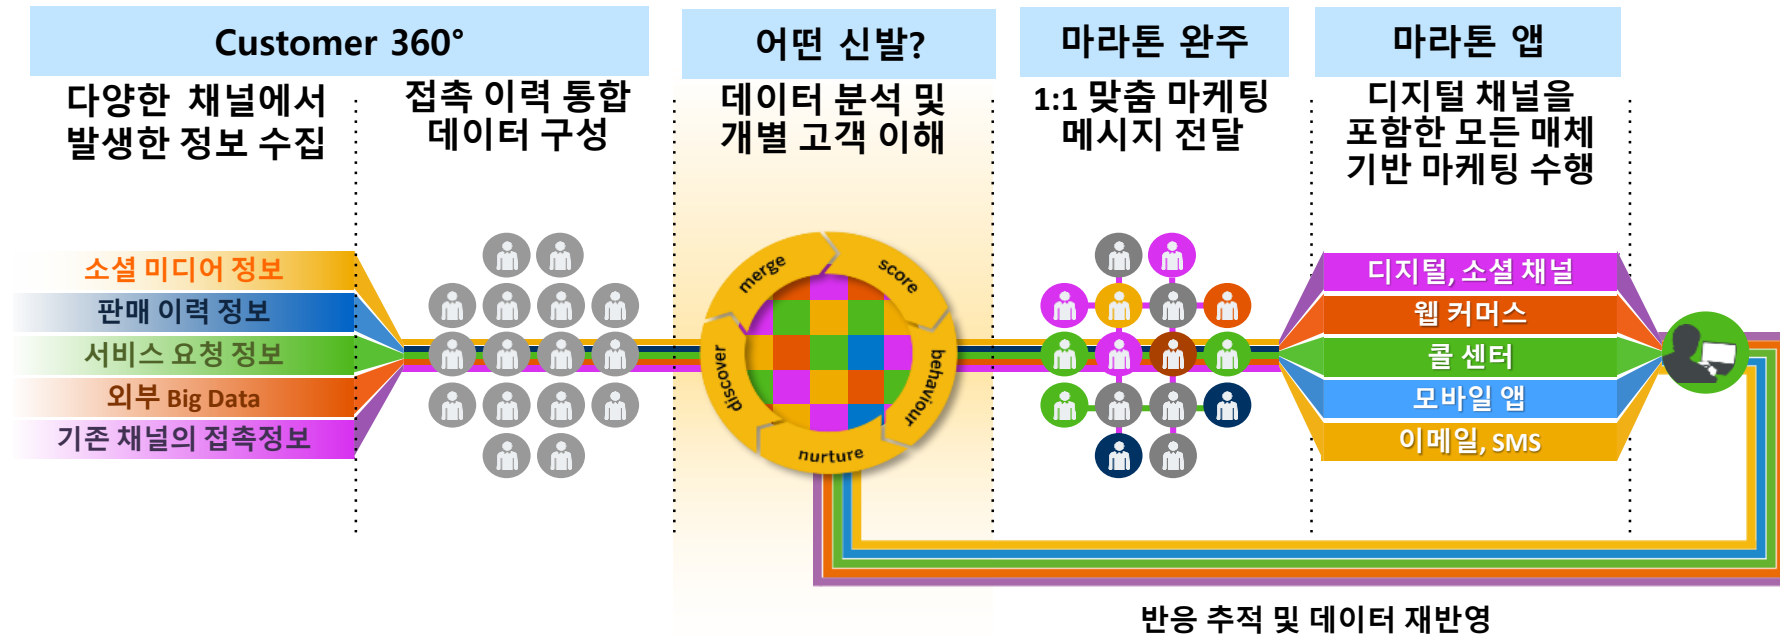 Customer 360°
어떤 신발?
마라톤 완주
마라톤 앱
다양한 채널에서
발생한 정보 수집
접촉 이력 통합
데이터 구성
데이터 분석 및
개별 고객 이해
1:1 맞춤 마케팅
메시지 전달
디지털 채널을
포함한 모든 매체
기반 마케팅 수행
소셜 미디어 정보
판매 이력 정보
서비스 요청 정보
외부 Big Data
기존 채널의 접촉정보
merge
score
discover
behaviour
nurture
디지털, 소셜 채널
웹 커머스
콜 센터
모바일 앱
이메일, SMS
반응 추적 및 데이터 재반영